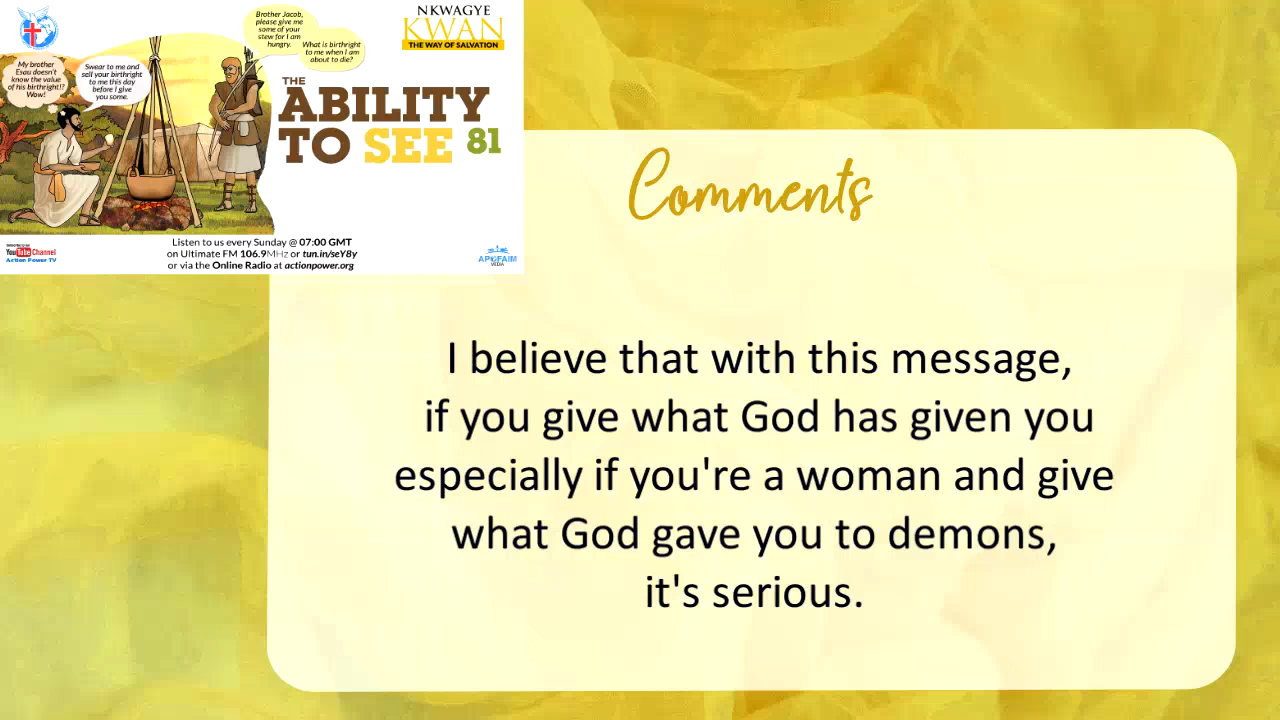 Brother Jacob,
please give me
some of your
stew for I am
hungry.
What is birthright
to me when I am
about to die?
My brother
Esau doesn't
know the value
of his birthright!?
Wow!
Swear to me and
sell your birthright
to me this day
before I give
you some.
NKWAGYE
KWAN
THE WAY OF SALVATION
THE
ABILITY
TO SEE 81
Listen to us every Sunday @ 07:00 GMT
on Ultimate FM 106.9MHz or tun.in/seY8y
or via the Online Radio at actionpower.org
YouTube Channel
Action Power TV
APOFAIM
MEDIA
Comments
I believe that with this message,
if you give what God has given you
especially if you're a woman and give
what God gave you to demons,
it's serious.